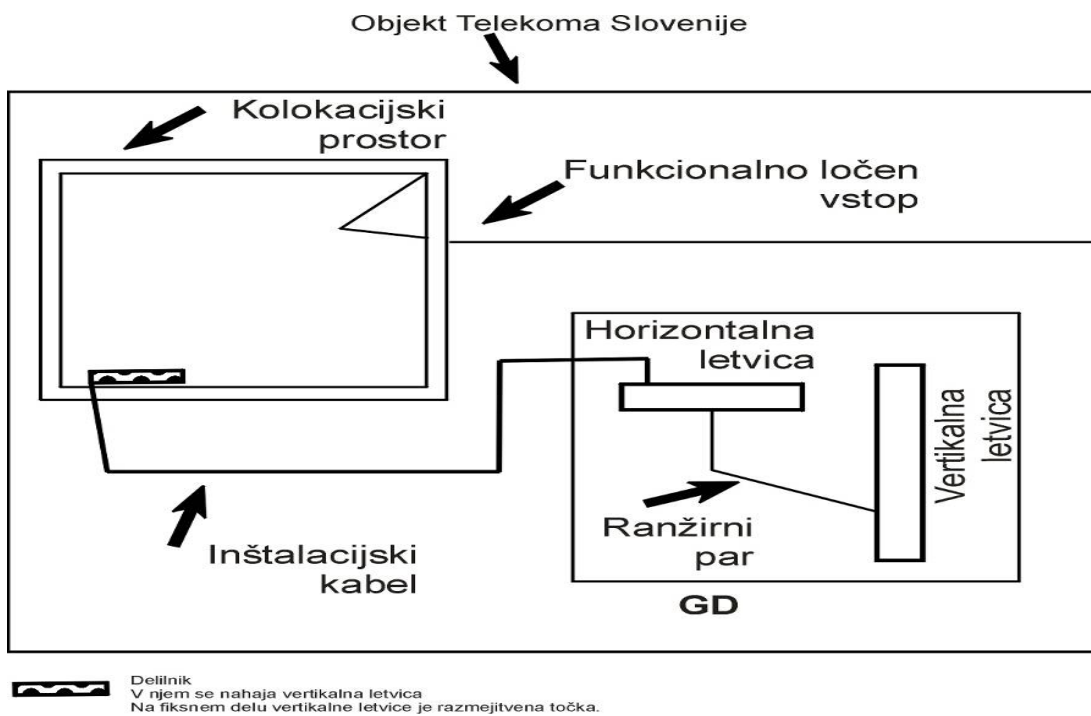 Objekt Telekoma Slovenije
Kolokacijski
prostor
Funkcionalno ločen
vstop
Horizontalna
letvica
Vertikalna
letvica
Ranžirni
par
Inštalacijski
kabel
GD
Delilnik
V njem se nahaja vertikalna letvica
Na fiksnem delu vertikalne letvice je razmejitvena točka.